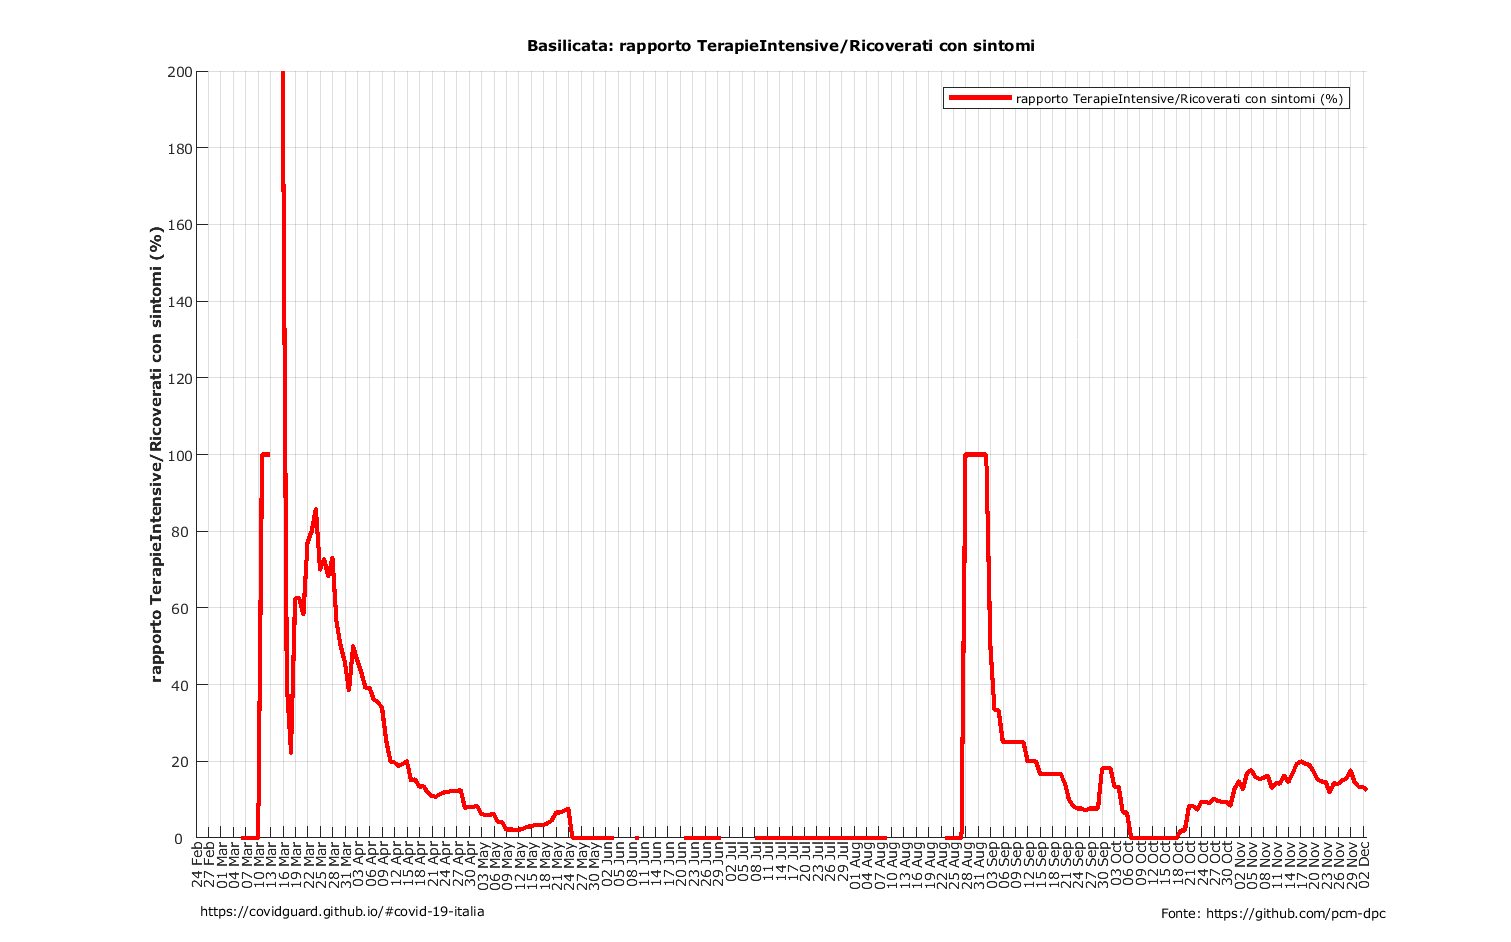 Basilicata: rapporto TerapieIntensive/Ricoverati con sintomi
rapporto TerapieIntensive/Ricoverati con sintomi (%)
rapporto TerapieIntensive/Ricoverati con sintomi (%)
200
180
160
140
120
100
80
60
40
20
0
24 Feb
27 Feb
01 Mar
04 Mar
07 Mar
10 Mar
13 Mar
16 Mar
19 Mar
22 Mar
25 Mar
28 Mar
31 Mar
03 Apr
06 Apr
09 Apr
12 Apr
15 Apr
18 Apr
21 Apr
24 Apr
27 Apr
30 Apr
03 May
06 May
09 May
12 May
15 May
18 May
21 May
24 May
27 May
30 May
02 Jun
05 Jun
08 Jun
11 Jun
14 Jun
17 Jun
20 Jun
23 Jun
26 Jun
29 Jun
02 Jul
05 Jul
08 Jul
11 Jul
14 Jul
17 Jul
20 Jul
23 Jul
26 Jul
29 Jul
01 Aug
04 Aug
07 Aug
10 Aug
13 Aug
16 Aug
19 Aug
22 Aug
25 Aug
28 Aug
31 Aug
03 Sep
06 Sep
09 Sep
12 Sep
15 Sep
18 Sep
21 Sep
24 Sep
27 Sep
30 Sep
03 Oct
06 Oct
09 Oct
12 Oct
15 Oct
18 Oct
21 Oct
24 Oct
27 Oct
30 Oct
02 Nov
05 Nov
08 Nov
11 Nov
14 Nov
17 Nov
20 Nov
23 Nov
26 Nov
29 Nov
02 Dec
https://covidguard.github.io/#covid-19-italia
Fonte: https://github.com/pcm-dpc